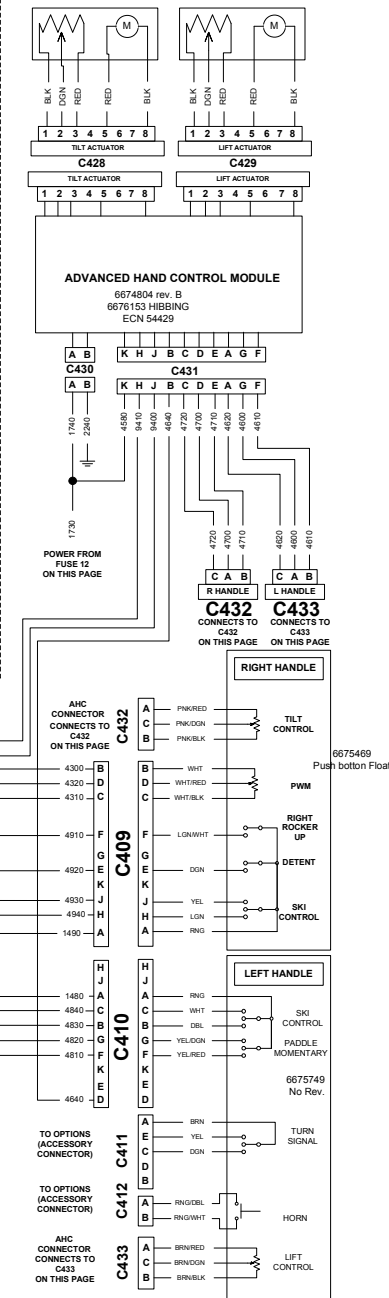 M M
BLK DGN RED RED BLK BLK DGN RED RED BLK
1 2 3 4 5 6 7 8 1 2 3 4 5 6 7 8
TILT ACTUATOR LIFT ACTUATOR
C428 C429
TILT ACTUATOR LIFT ACTUATOR
1 2 3 4 5 6 7 8 1 2 3 4 5 6 7 8
ADVANCED HAND CONTROL MODULE
6674804 rev. B
6676153 HIBBING
ECN 54429
A B K H J B C D E A G F
C430 C431
A B K H J B C D E A G F
1740 2240 4580 9410 9400 4640 4720 4700 4710 4620 4600 4610
1730
POWER FROM
FUSE 12
ON THIS PAGE
4720 4700 4710 4620 4600 4610
C A B C A B
R HANDLE L HANDLE
C432 C433
CONNECTS TO CONNECTS TO
C432 C433
ON THIS PAGE ON THIS PAGE
RIGHT HANDLE
AHC
CONNECTOR
CONNECTS TO
C432
ON THIS PAGE
C432
A PNK/RED
C PNK/DGN
B PNK/BLK
TILT
CONTROL
6675469
Push botton Float
C409
4300 B B WHT
4320 D D WHT/RED
4310 C C WHT/BLK
PWM
4910 F F LGN/WHT
RIGHT
ROCKER
UP
G G
4920 E E DGN
DETENT
K K
4930 J J YEL
4940 H H LGN
SKI
CONTROL
1490 A A RNG
LEFT HANDLE
C410
H H
J J
1480 A A RNG
4840 C C WHT
4830 B B DBL
SKI
CONTROL
4820 G G YEL/DGN
4810 F F YEL/RED
PADDLE
MOMENTARY
K K
E E
4640 D D
6675749
No Rev.
TO OPTIONS
(ACCESSORY
CONNECTOR)
C411
A BRN
E YEL
C DGN
D
B
TURN
SIGNAL
TO OPTIONS
(ACCESSORY
CONNECTOR)
C412
A RNG/DBL
B RNG/WHT
HORN
AHC
CONNECTOR
CONNECTS TO
C433
ON THIS PAGE
C433
A BRN/RED
C BRN/DGN
B BRN/BLK
LIFT
CONTROL